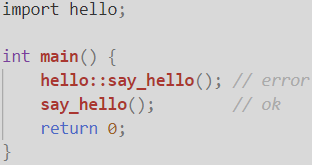 import hello;
int main() {
    hello::say_hello(); // error
    say_hello();        // ok
    return 0;
}